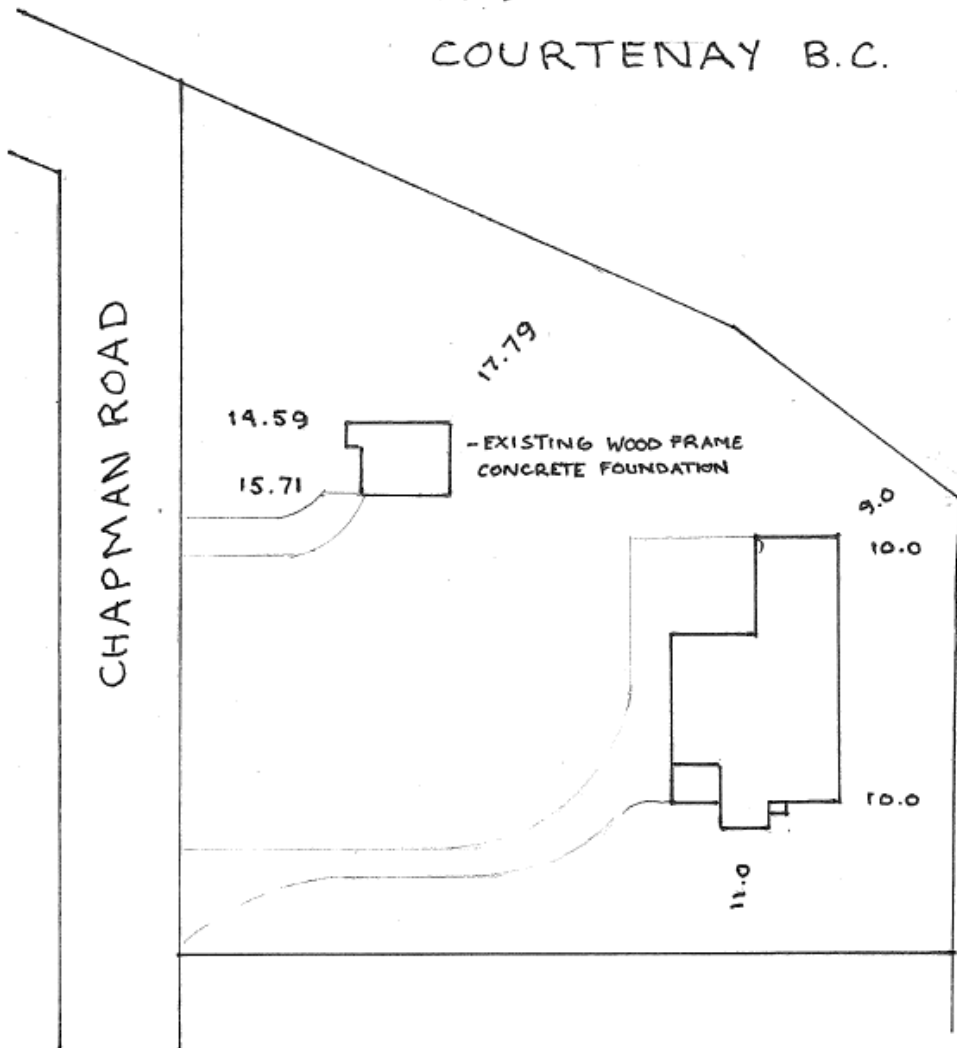 COURTENAY B.C.
CHAPMAN ROAD
17.79
14.59
- EXISTING WOOD FRAME
CONCRETE FOUNDATION
15.71
9.0
10.0
10.0
11.0